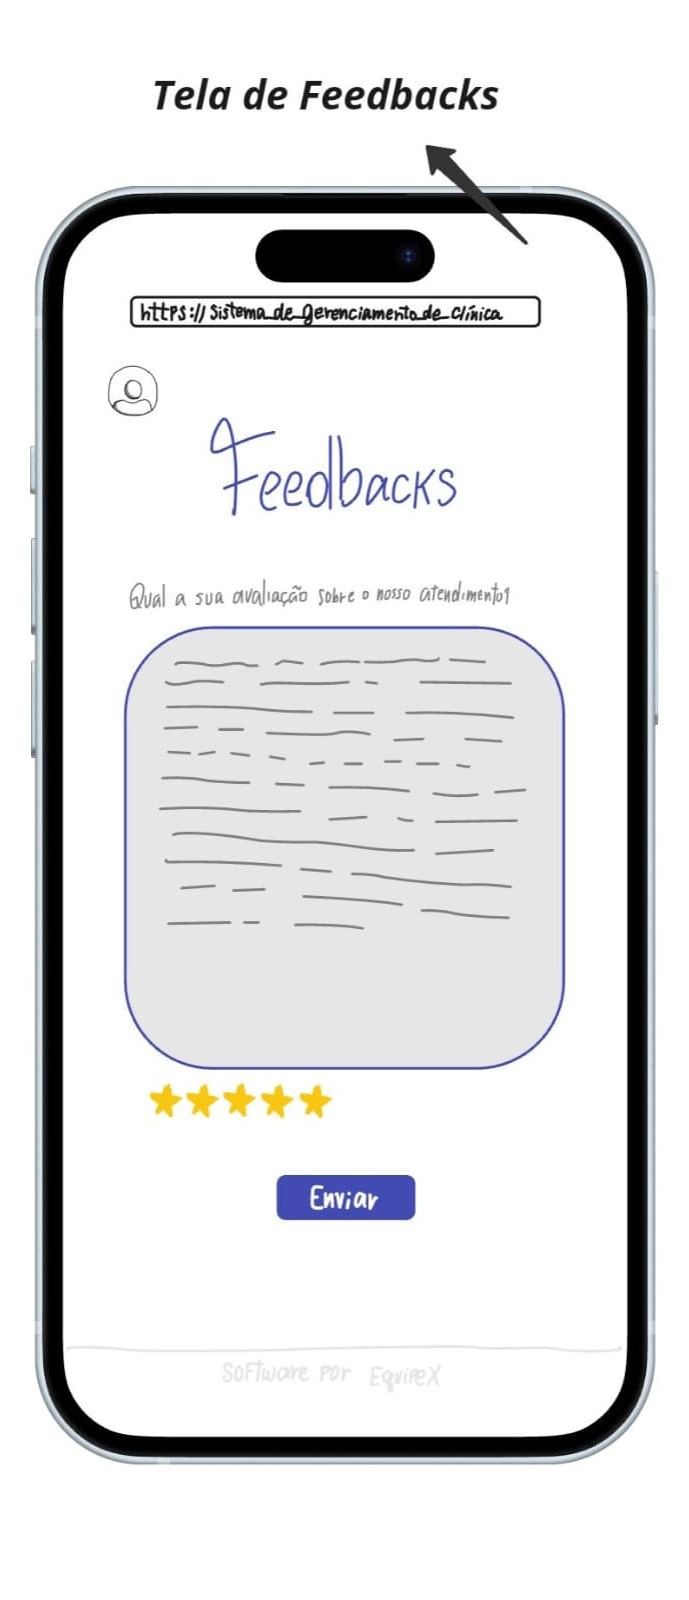 Tela de Feedbacks
https://Sistema_de_gerenciamento_de_clínica
Feedbacks
Qual a sua avaliação sobre o nosso atendimento?
Enviar
Software por EquipeX